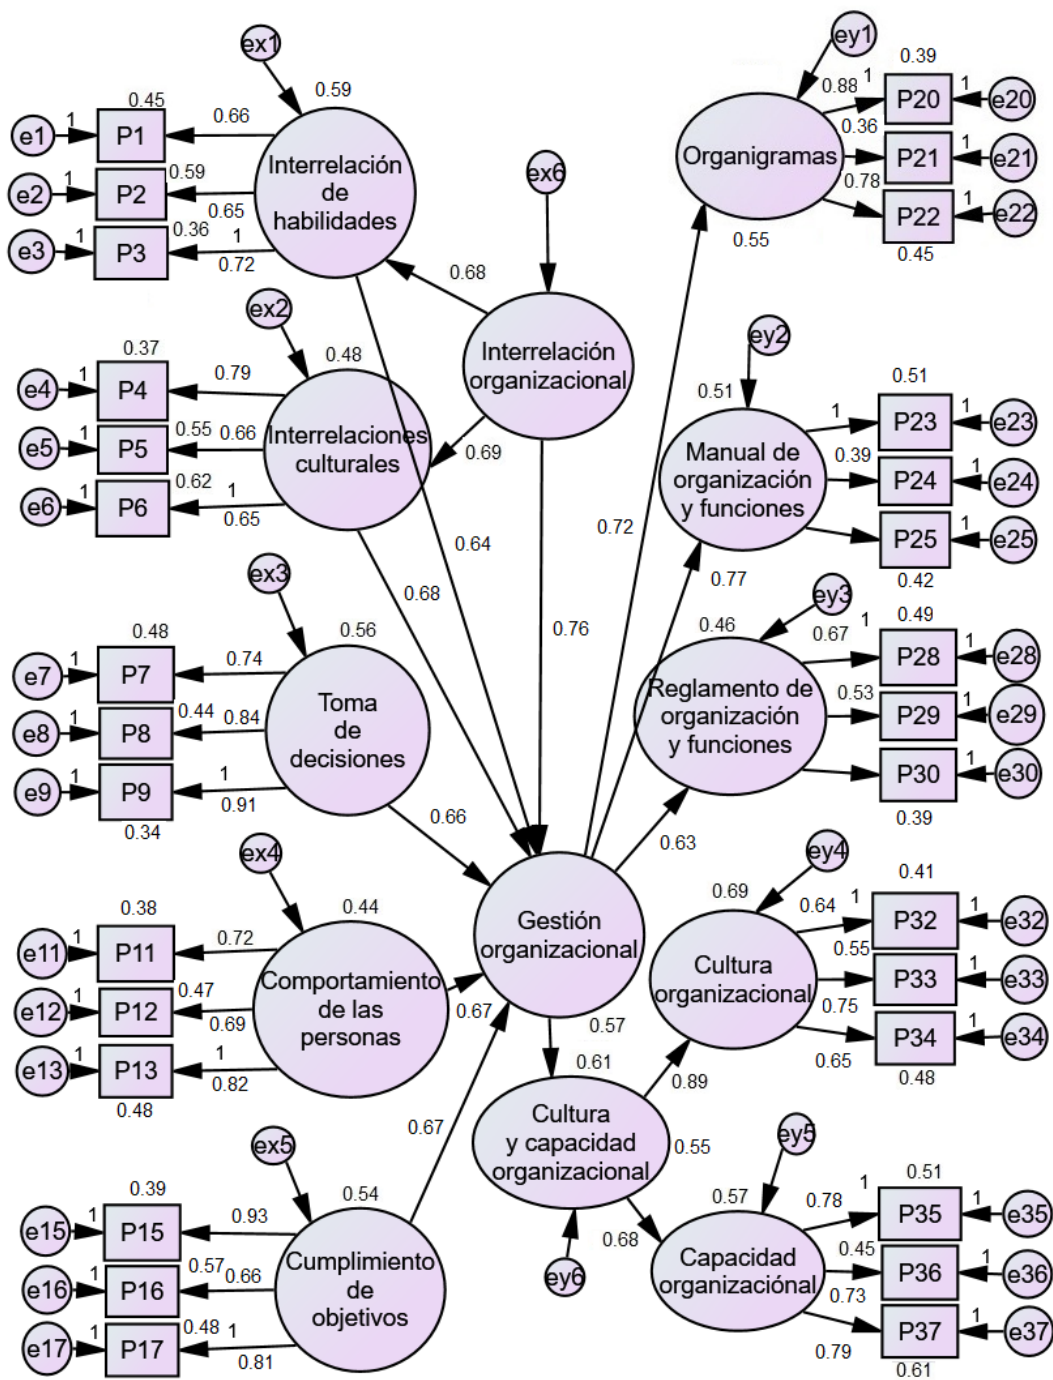 ex1
0.59
0.45
e1
1
P1
0.66
e2
1
P2
0.59
0.65
e3
1
P3
0.36
1
0.72
Interrelación
de
habilidades
ex6
0.68
Interrelación
organizacional
0.69
ex2
0.48
0.37
e4
1
P4
0.79
e5
1
P5
0.55
0.66
e6
1
P6
0.62
1
0.65
Interrelaciones
culturales
0.64
0.68
0.76
0.72
0.77
ex3
0.56
0.48
e7
1
P7
0.74
e8
1
P8
0.44
0.84
e9
1
P9
1
0.91
0.34
Toma
de
decisiones
0.66
ex4
0.44
0.38
e11
1
P11
0.72
e12
1
P12
0.47
0.69
e13
1
P13
1
0.82
0.48
Comportamiento
de las
personas
0.67
ex5
0.54
0.39
e15
1
P15
0.93
e16
1
P16
0.57
0.66
e17
1
P17
0.48
1
0.81
Cumplimiento
de
objetivos
0.67
Gestión
organizacional
0.57
0.63
0.61
Cultura
y capacidad
organizacional
0.55
0.89
0.68
ey6
ey1
Organigramas
0.55
0.88
1
0.39
P20
1
e20
0.36
P21
1
e21
0.78
P22
1
e22
0.45
ey2
0.51
Manual de
organización
y funciones
1
0.51
P23
1
e23
0.39
P24
1
e24
P25
1
e25
0.42
ey3
0.46
Reglamento de
organización
y funciones
0.67
1
0.49
P28
1
e28
0.53
P29
1
e29
P30
1
e30
0.39
ey4
0.69
Cultura
organizacional
0.64
1
0.41
P32
1
e32
0.55
P33
1
e33
0.75
P34
1
e34
0.65
0.48
ey5
0.57
Capacidad
organizaciónal
0.78
1
0.51
P35
1
e35
0.45
P36
1
e36
0.73
P37
1
e37
0.79
0.61